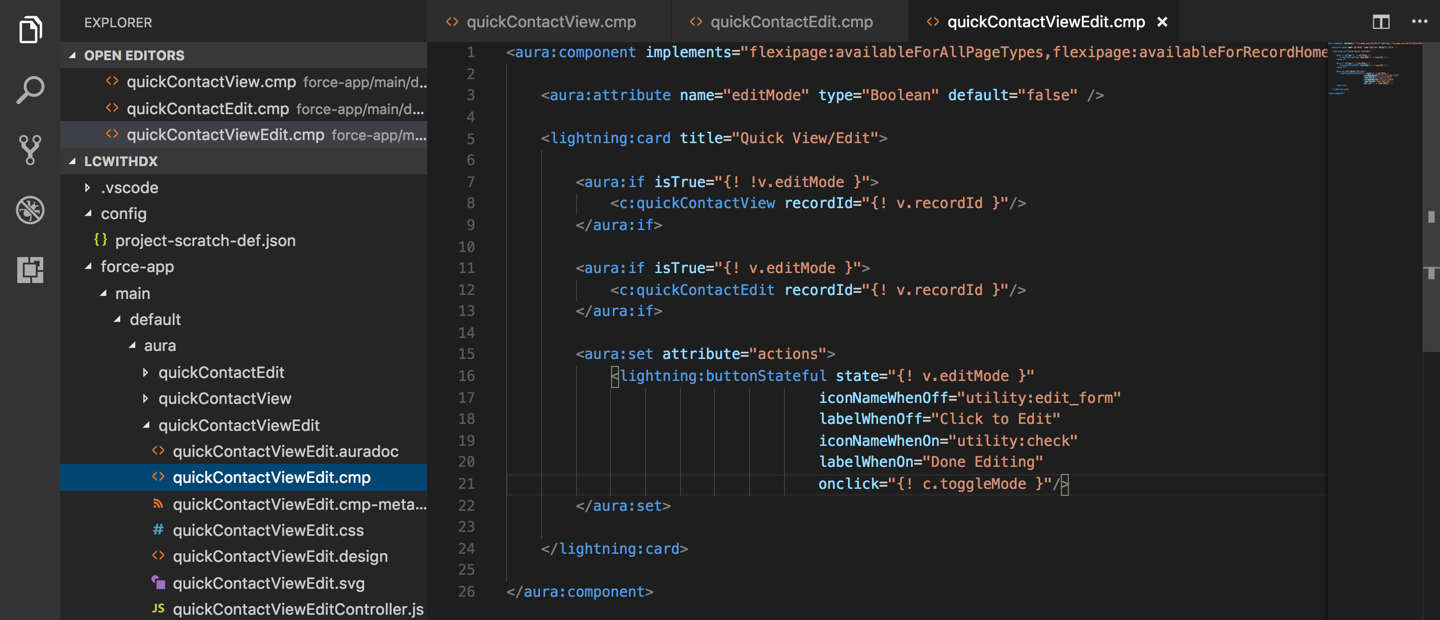 EXPLORER
OPEN EDITORS
quickContactView.cmp force-app/main/d...
quickContactEdit.cmp force-app/main/d...
quickContactViewEdit.cmp force-app/m...
LCWITHDX
.vscode
config
{} project-scratch-def.json
force-app
main
default
aura
quickContactEdit
quickContactView
quickContactViewEdit
quickContactViewEdit.auradoc
quickContactViewEdit.cmp
quickContactViewEdit.cmp-meta...
# quickContactViewEdit.css
quickContactViewEdit.design
quickContactViewEdit.svg
JS quickContactViewEditController.js
quickContactView.cmp quickContactEdit.cmp quickContactViewEdit.cmp
1 <aura:component implements="flexipage:availableForAllPageTypes,flexipage:availableForRecordHome
2
3 <aura:attribute name="editMode" type="Boolean" default="false" />
4
5 <lightning:card title="Quick View/Edit">
6
7 <aura:if isTrue="{! !v.editMode }">
8 <c:quickContactView recordId="{! v.recordId }"/>
9 </aura:if>
10
11 <aura:if isTrue="{! v.editMode }">
12 <c:quickContactEdit recordId="{! v.recordId }"/>
13 </aura:if>
14
15 <aura:set attribute="actions">
16 <lightning:buttonStateful state="{! v.editMode }"
17 iconNameWhenOff="utility:edit_form"
18 labelWhenOff="Click to Edit"
19 iconNameWhenOn="utility:check"
20 labelWhenOn="Done Editing"
21 onclick="{! c.toggleMode }"/>
22 </aura:set>
23
24 </lightning:card>
25
26 </aura:component>